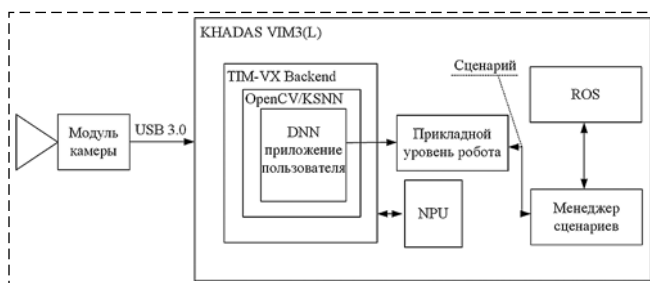 KHADAS VIM3(L)
Модуль
камеры
USB 3.0
TIM-VX Backend
OpenCV/KSNN
DNN
приложение
пользователя
Прикладной
уровень робота
NPU
Сценарий
ROS
Менеджер
сценариев